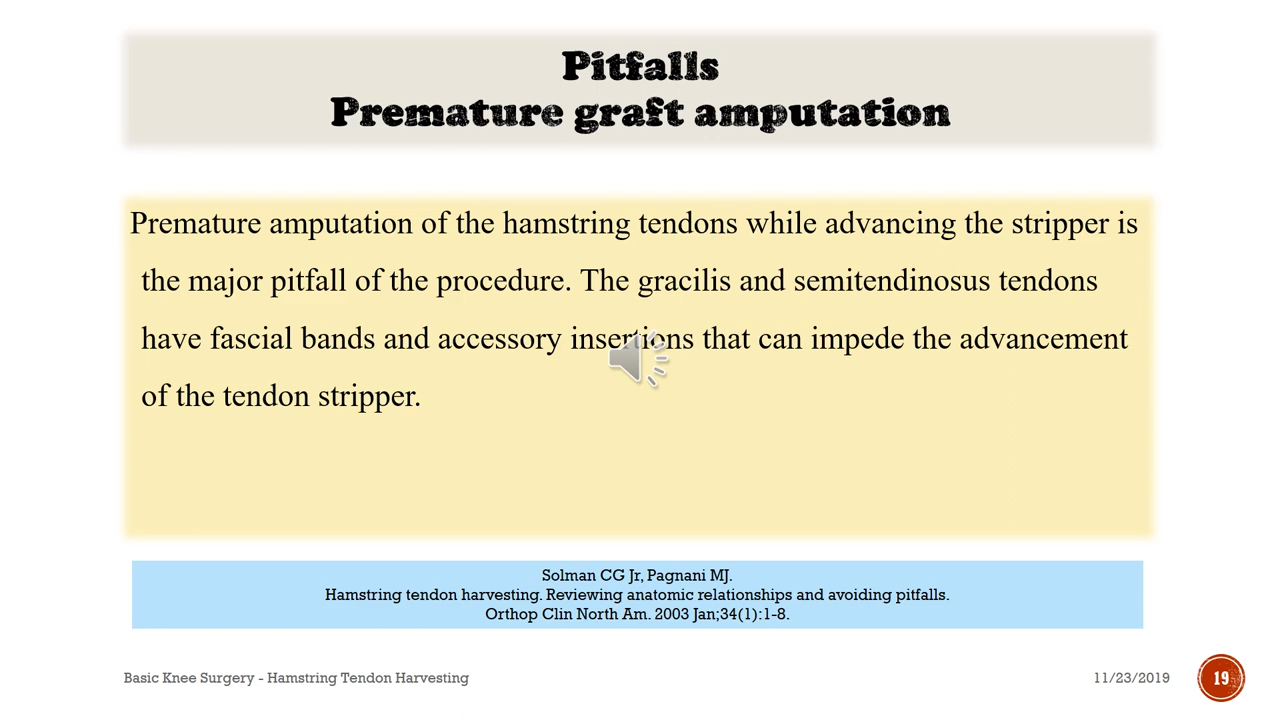 Pitfalls
Premature graft amputation
Premature amputation of the hamstring tendons while advancing the stripper is
the major pitfall of the procedure. The gracilis and semitendinosus tendons
have fascial bands and accessory insertions that can impede the advancement
of the tendon stripper.
Solman CG Jr, Pagnani MJ.
Hamstring tendon harvesting. Reviewing anatomic relationships and avoiding pitfalls.
Orthop Clin North Am. 2003 Jan;34(1):1-8.
Basic Knee Surgery - Hamstring Tendon Harvesting
11/23/2019
19